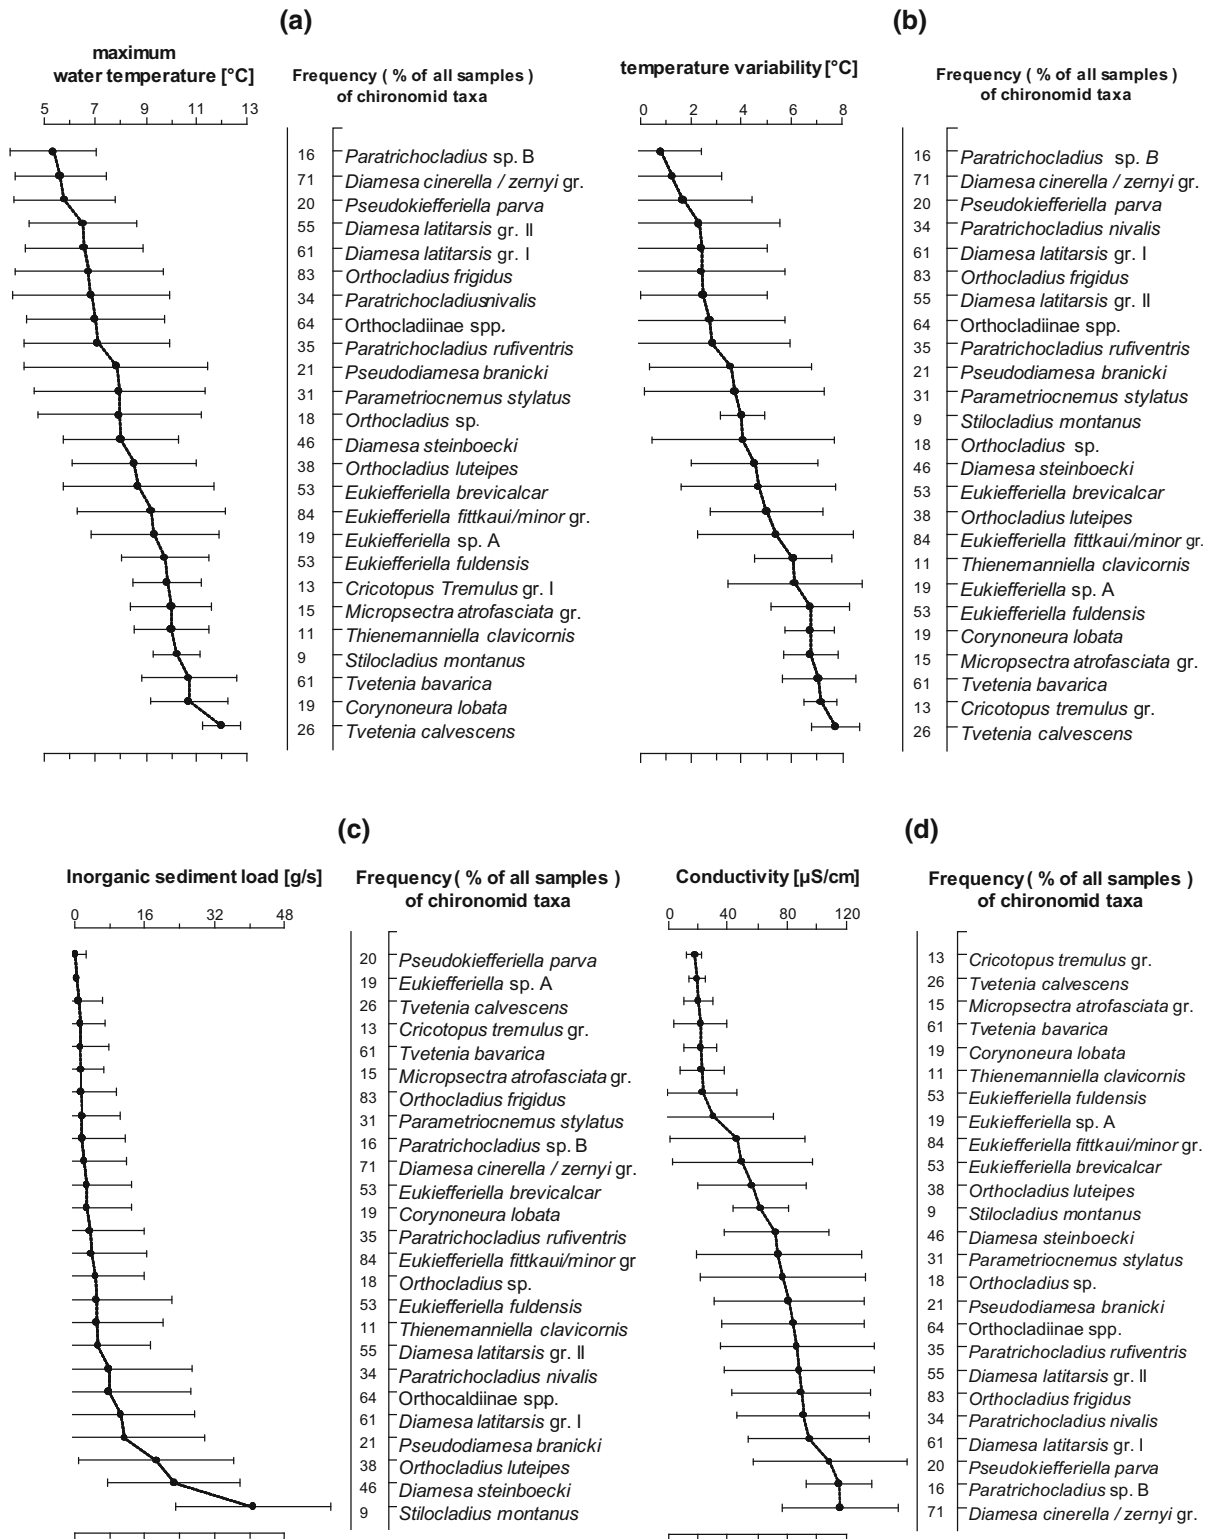 (a)
maximum
water temperature [°C]
Frequency ( % of all samples )
of chironomid taxa
5 7 9 11 13
16 Paratrichocladius sp. B
71 Diamesa cinerella / zernyi gr.
20 Pseudokiefferiella parva
55 Diamesa latitarsis gr. II
61 Diamesa latitarsis gr. I
83 Orthocladius frigidus
34 Paratrichocladiusnivalis
64 Orthocladiinae spp.
35 Paratrichocladius rufiventris
21 Pseudodiamesa branicki
31 Parametriocnemus stylatus
18 Orthocladius sp.
46 Diamesa steinboecki
38 Orthocladius luteipes
53 Eukiefferiella brevicalcar
84 Eukiefferiella fittkaui/minor gr.
19 Eukiefferiella sp. A
53 Eukiefferiella fuldensis
13 Cricotopus Tremulus gr. I
15 Micropsectra atrofasciata gr.
11 Thienemanniella clavicornis
9 Stilocladius montanus
61 Tvetenia bavarica
19 Corynoneura lobata
26 Tvetenia calvescens
(b)
temperature variability [°C]
Frequency ( % of all samples )
of chironomid taxa
0 2 4 6 8
16 Paratrichocladius sp. B
71 Diamesa cinerella / zernyi gr.
20 Pseudokiefferiella parva
34 Paratrichocladius nivalis
61 Diamesa latitarsis gr. I
83 Orthocladius frigidus
55 Diamesa latitarsis gr. II
64 Orthocladiinae spp.
35 Paratrichocladius rufiventris
21 Pseudodiamesa branicki
31 Parametriocnemus stylatus
9 Stilocladius montanus
18 Orthocladius sp.
46 Diamesa steinboecki
53 Eukiefferiella brevicalcar
38 Orthocladius luteipes
84 Eukiefferiella fittkaui/minor gr.
11 Thienemanniella clavicornis
19 Eukiefferiella sp. A
53 Eukiefferiella fuldensis
19 Corynoneura lobata
15 Micropsectra atrofasciata gr.
61 Tvetenia bavarica
13 Cricotopus tremulus gr.
26 Tvetenia calvescens
(c)
Inorganic sediment load [g/s]
Frequency ( % of all samples )
of chironomid taxa
0 16 32 48
20 Pseudokiefferiella parva
19 Eukiefferiella sp. A
26 Tvetenia calvescens
13 Cricotopus tremulus gr.
61 Tvetenia bavarica
15 Micropsectra atrofasciata gr.
83 Orthocladius frigidus
31 Parametriocnemus stylatus
16 Paratrichocladius sp. B
71 Diamesa cinerella / zernyi gr.
53 Eukiefferiella brevicalcar
19 Corynoneura lobata
35 Paratrichocladius rufiventris
84 Eukiefferiella fittkaui/minor gr
18 Orthocladius sp.
53 Eukiefferiella fuldensis
11 Thienemanniella clavicornis
55 Diamesa latitarsis gr. II
34 Paratrichocladius nivalis
64 Orthocaldiinae spp.
61 Diamesa latitarsis gr. I
21 Pseudodiamesa branicki
38 Orthocladius luteipes
46 Diamesa steinboecki
9 Stilocladius montanus
(d)
Conductivity [µS/cm]
Frequency ( % of all samples )
of chironomid taxa
0 40 80 120
13 Cricotopus tremulus gr.
26 Tvetenia calvescens
15 Micropsectra atrofasciata gr.
61 Tvetenia bavarica
19 Corynoneura lobata
11 Thienemanniella clavicornis
53 Eukiefferiella fuldensis
19 Eukiefferiella sp. A
84 Eukiefferiella fittkaui/minor gr.
53 Eukiefferiella brevicalcar
38 Orthocladius luteipes
9 Stilocladius montanus
46 Diamesa steinboecki
31 Parametriocnemus stylatus
18 Orthocladius sp.
21 Pseudodiamesa branicki
64 Orthocladiinae spp.
35 Paratrichocladius rufiventris
55 Diamesa latitarsis gr. II
83 Orthocladius frigidus
34 Paratrichocladius nivalis
61 Diamesa latitarsis gr. I
20 Pseudokiefferiella parva
16 Paratrichocladius sp. B
71 Diamesa cinerella / zernyi gr.